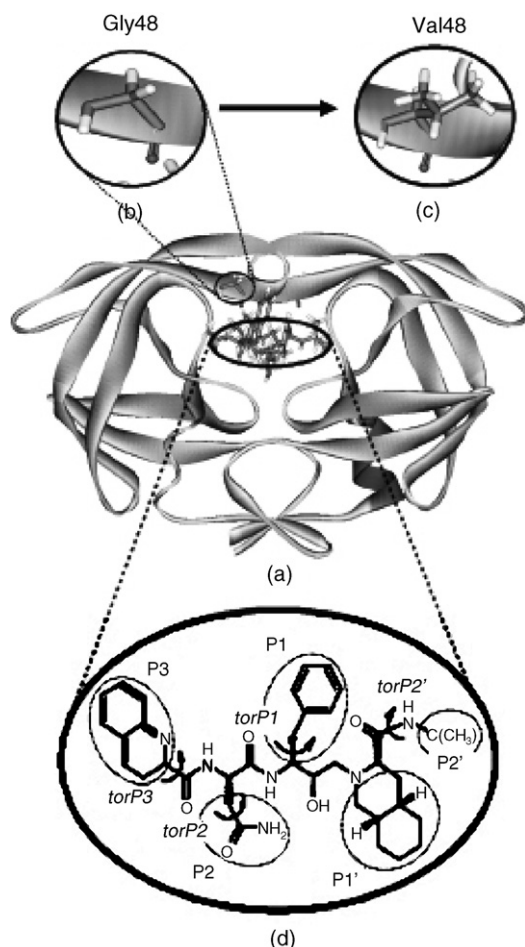 Gly48
Val48
(b)
(c)
(a)
P1
P3
torP2'
torP1
O
N
H
C(CH₃)
N
H
N
O
N
H
O
P2'
torP3
O
N
H
OH
H
torP2
O
NH₂
H
P2
P1'
(d)